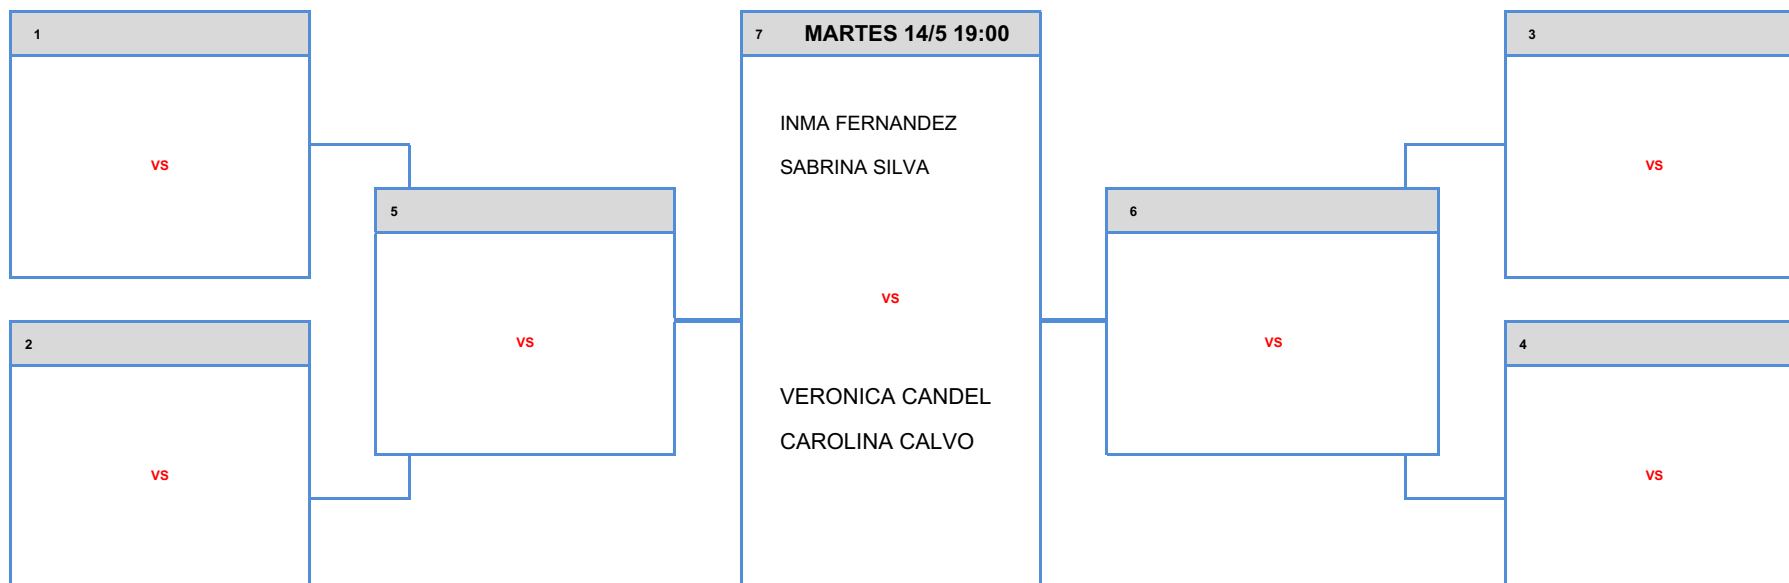 1
VS
2
VS
5
VS
7 MARTES 14/5 19:00
INMA FERNANDEZ
SABRINA SILVA
VS
VERONICA CANDEL
CAROLINA CALVO
6
VS
3
VS
4
VS